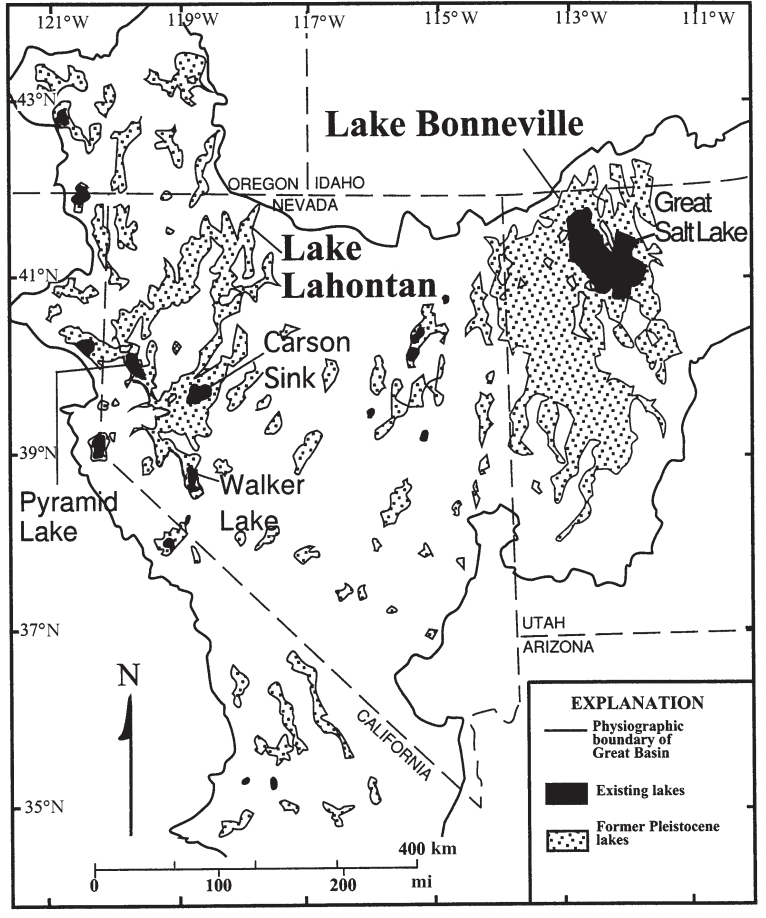 121°W 119°W 117°W 115°W 113°W 111°W
43°N
Lake Bonneville
OREGON IDAHO
NEVADA
Great
Salt Lake
Lake
Lahontan
41°N
Carson
Sink
39°N
Pyramid
Lake
Walker
Lake
37°N
UTAH
ARIZONA
N
CALIFORNIA
35°N
EXPLANATION
Physiographic
boundary of
Great Basin
Existing lakes
Former Pleistocene
lakes
400 km
0 100 200 mi